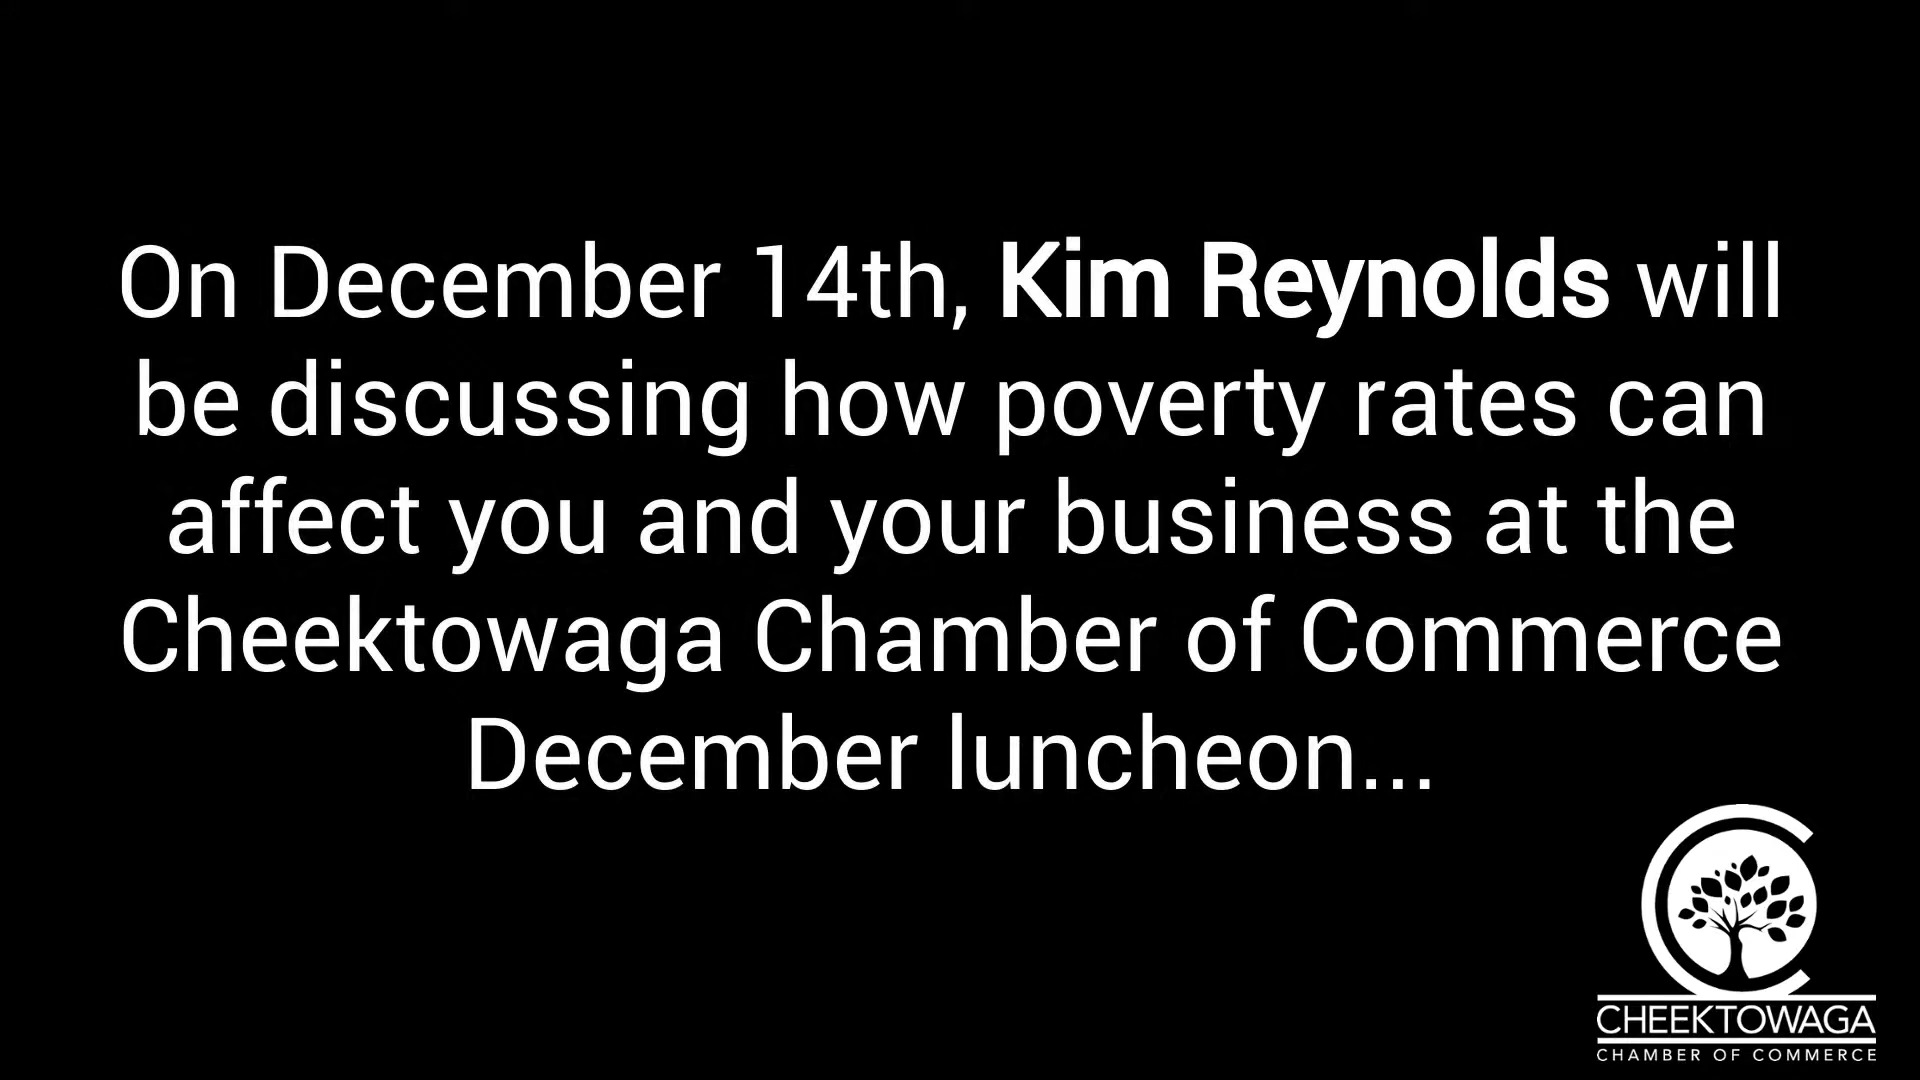 On December 14th, Kim Reynolds will
be discussing how poverty rates can
affect you and your business at the
Cheektowaga Chamber of Commerce
December luncheon...
CHEEKTOWAGA
CHAMBER OF COMMERCE